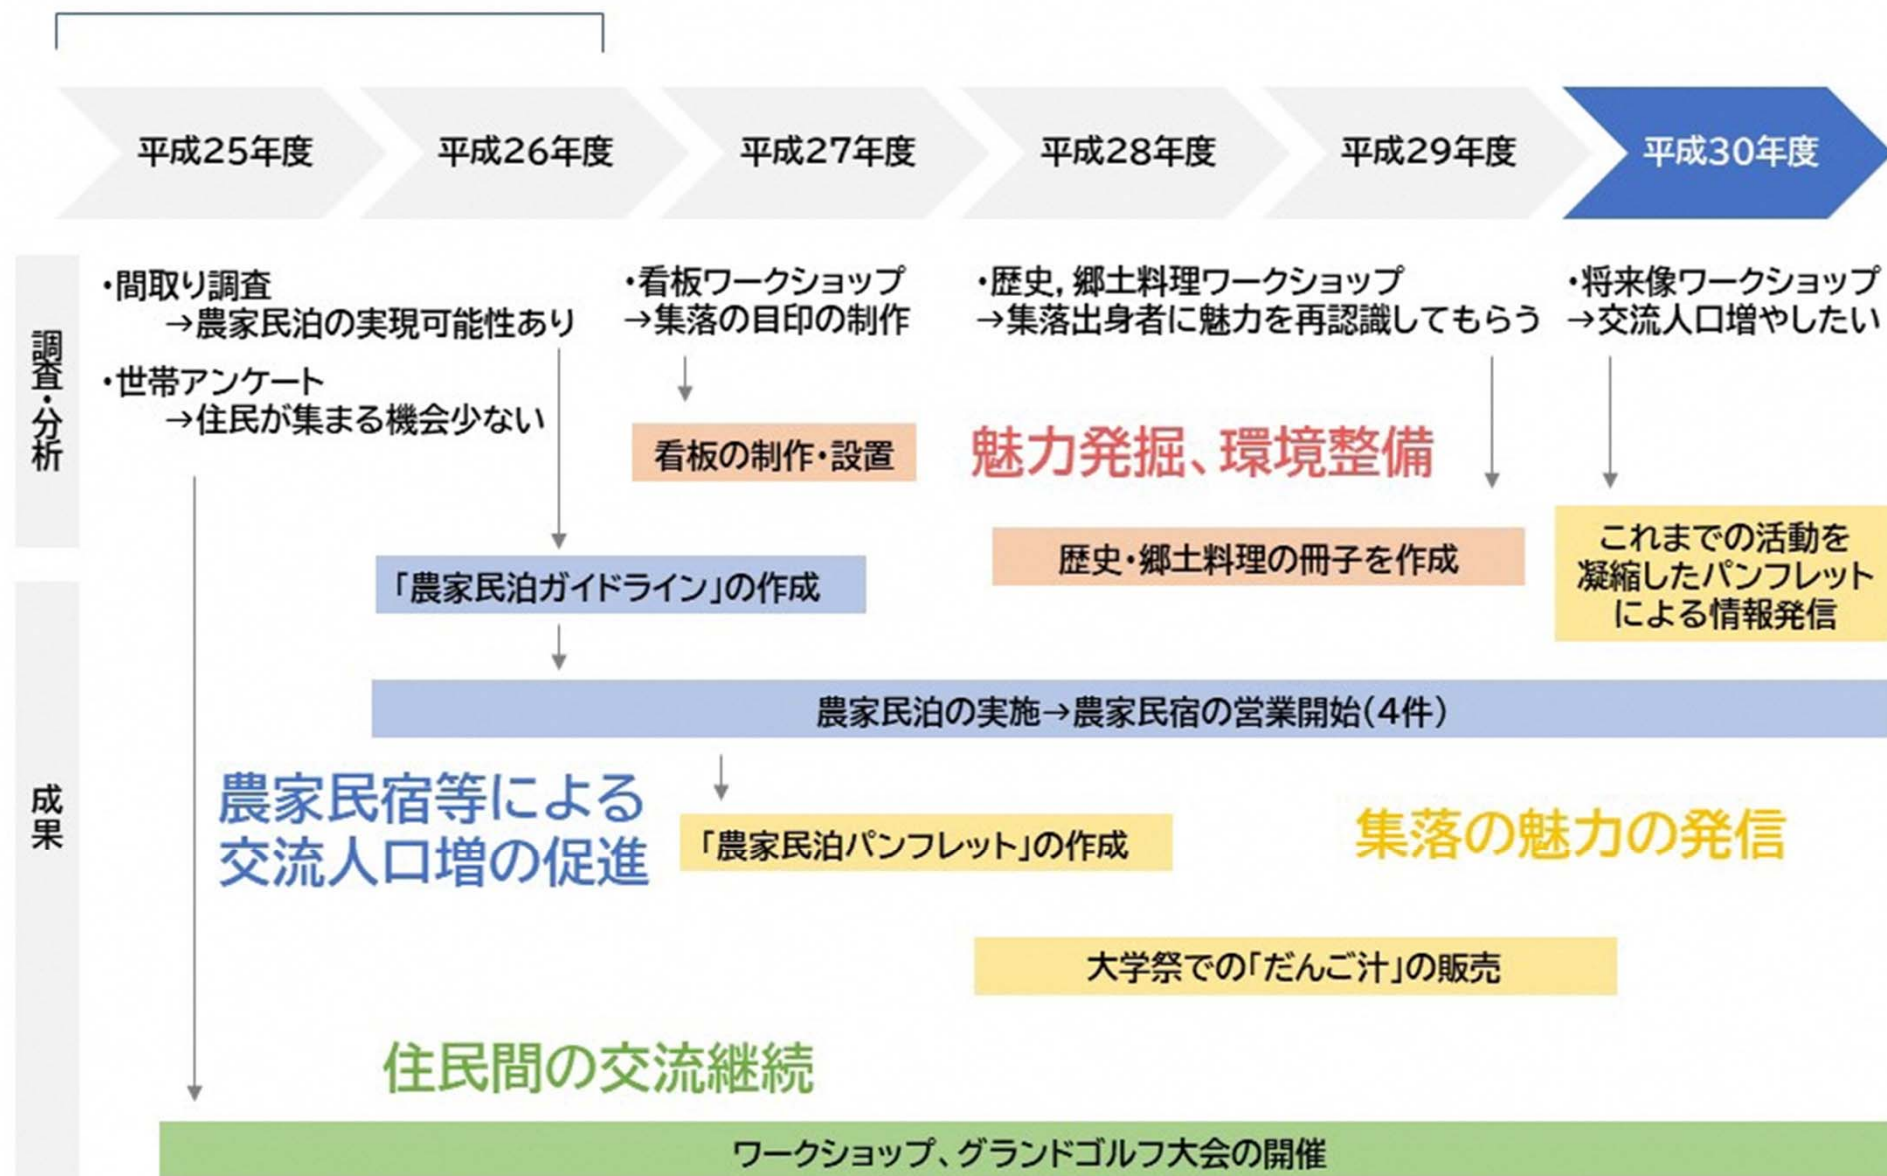 平成25年度
平成26年度
平成27年度
平成28年度
平成29年度
平成30年度
調査・分析
・間取り調査
→農家民泊の実現可能性あり
・世帯アンケート
→住民が集まる機会少ない
・看板ワークショップ
→集落の目印の制作
・歴史,郷土料理ワークショップ
→集落出身者に魅力を再認識してもらう
・将来像ワークショップ
→交流人口増やしたい
看板の制作・設置
魅力発掘、環境整備
歴史・郷土料理の冊子を作成
これまでの活動を
凝縮したパンフレット
による情報発信
成果
「農家民泊ガイドライン」の作成
農家民泊の実施→農家民宿の営業開始(4件)
農家民宿等による
交流人口増の促進
「農家民泊パンフレット」の作成
集落の魅力の発信
大学祭での「だんご汁」の販売
住民間の交流継続
ワークショップ、グランドゴルフ大会の開催